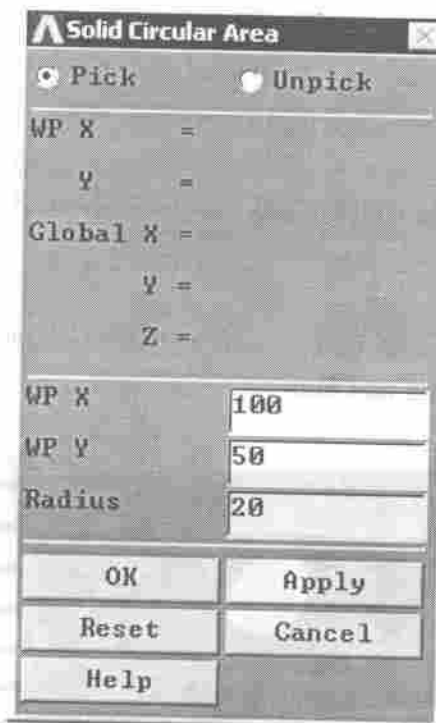 Solid Circular Area
Pick Unpick
WP X =
Y =
Global X =
Y =
Z =
WP X 100
WP Y 50
Radius 20
OK Apply
Reset Cancel
Help